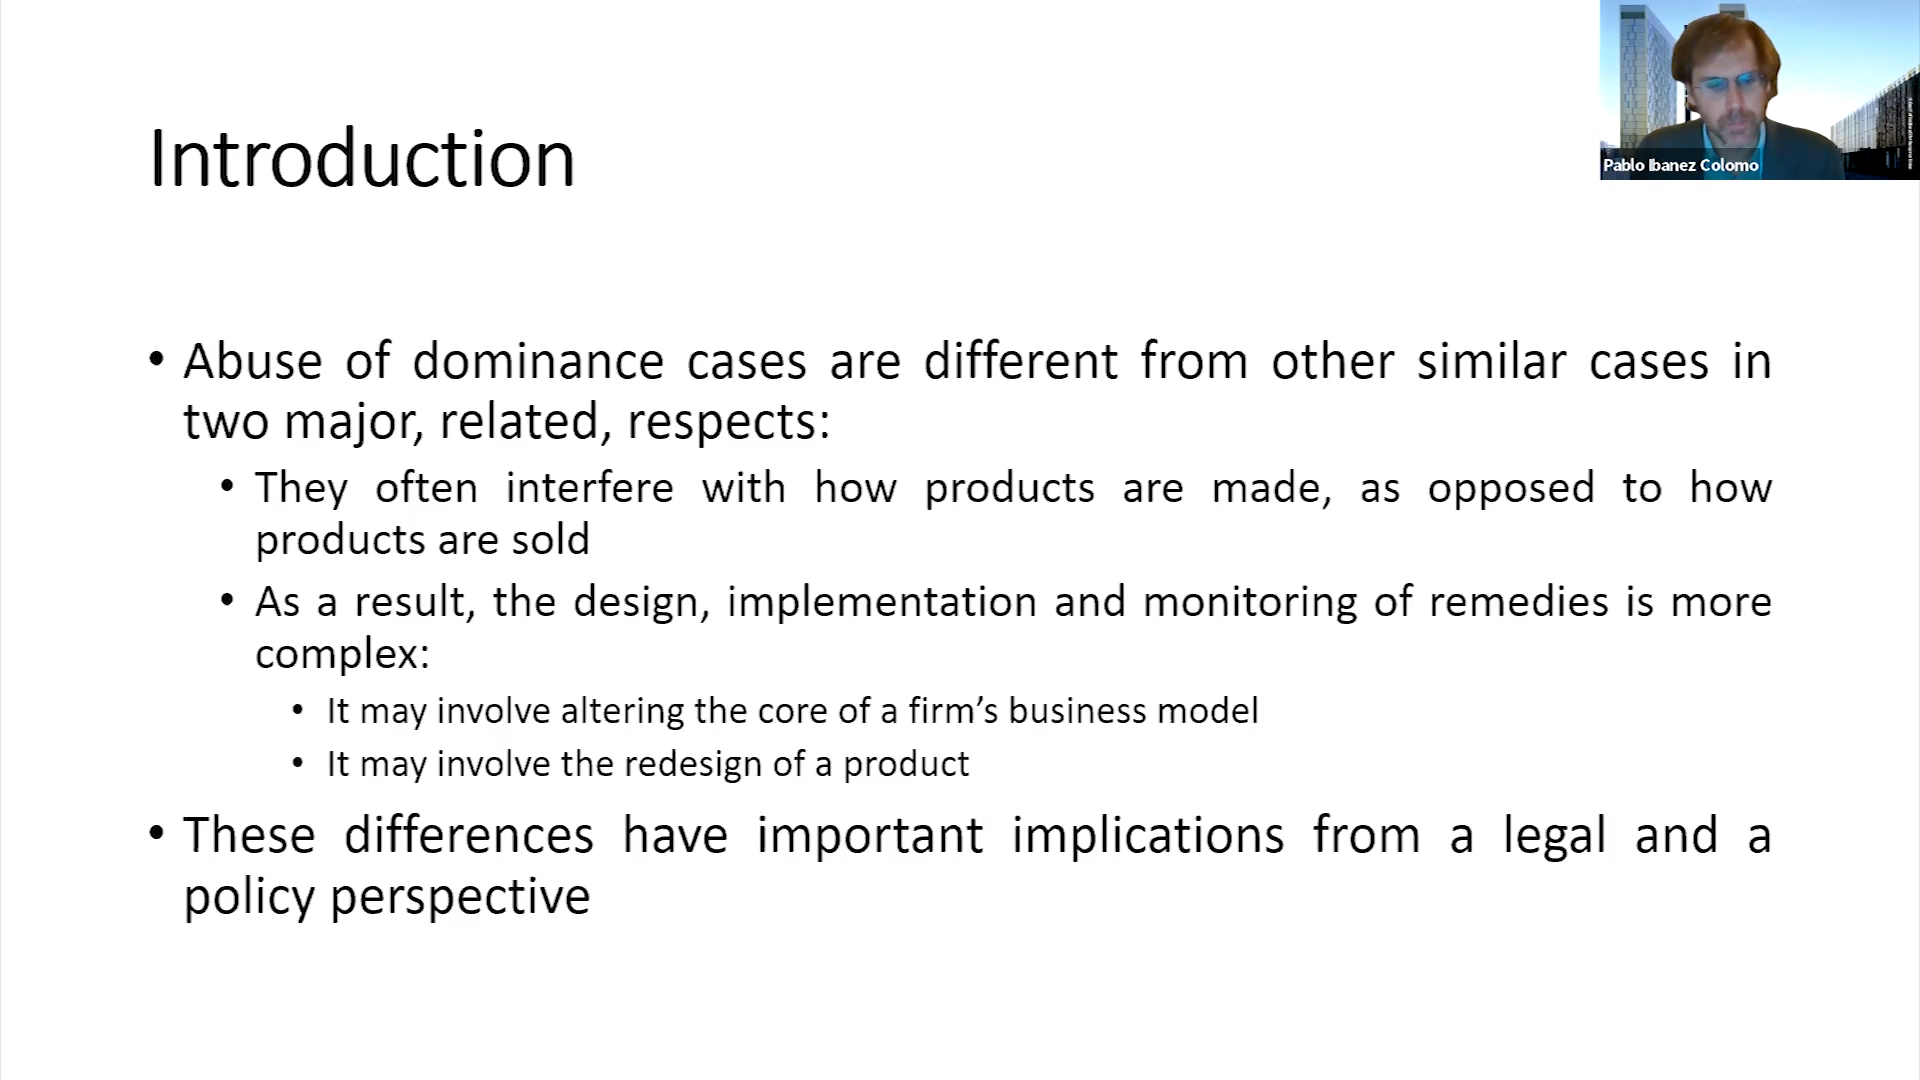 Introduction
Pablo Ibanez Colomo
• Abuse of dominance cases are different from other similar cases in
two major, related, respects:
• They often interfere with how products are made, as opposed to how
products are sold
• As a result, the design, implementation and monitoring of remedies is more
complex:
• It may involve altering the core of a firm’s business model
• It may involve the redesign of a product
• These differences have important implications from a legal and a
policy perspective